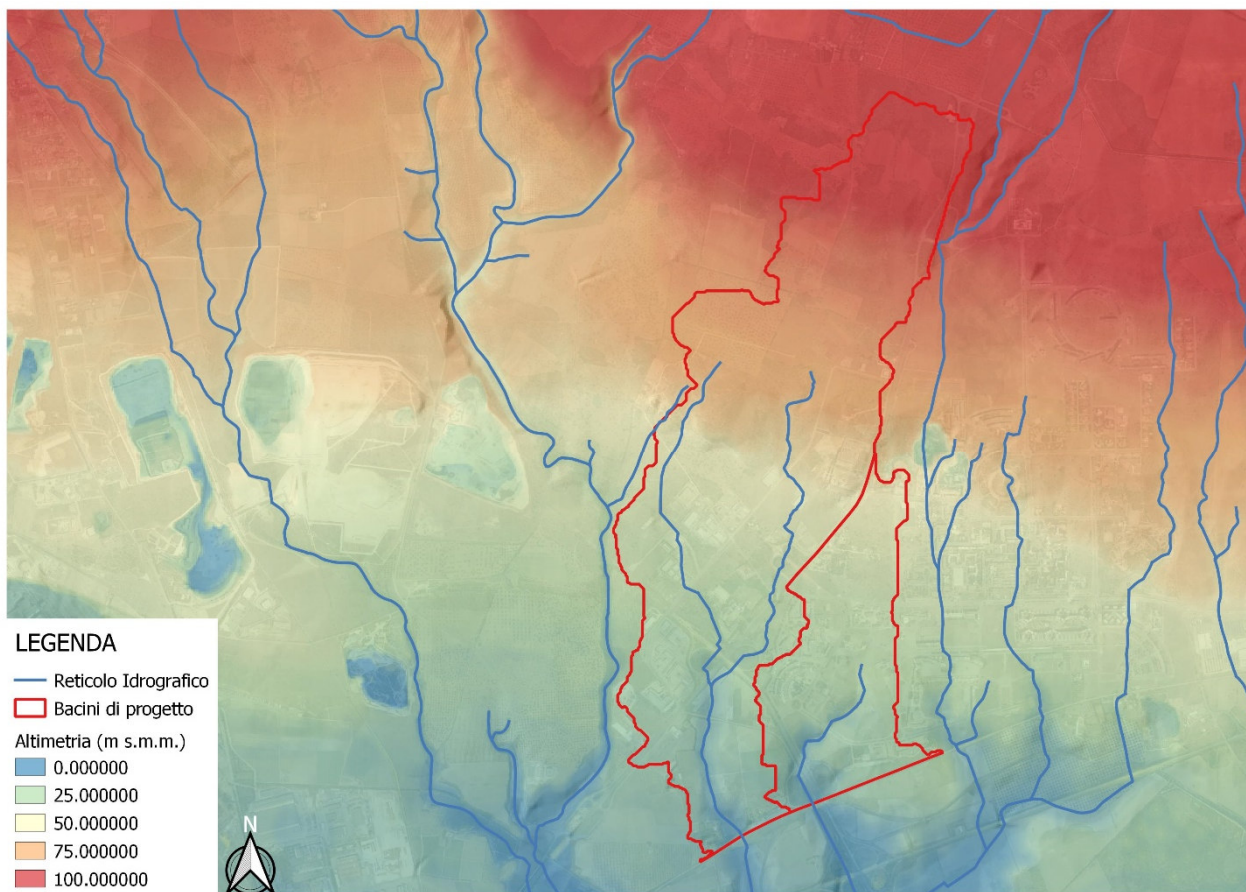 LEGENDA
Reticolo Idrografico
Bacini di progetto
Altimetria (m s.m.m.)
0.000000
25.000000
50.000000
75.000000
100.000000
N